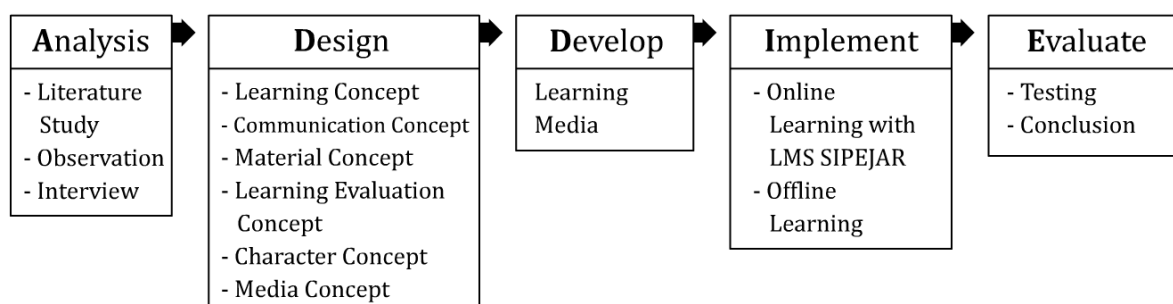 Analysis
- Literature
Study
- Observation
- Interview
Design
- Learning Concept
- Communication Concept
- Material Concept
- Learning Evaluation
Concept
- Character Concept
- Media Concept
Develop
Learning
Media
Implement
- Online
Learning with
LMS SIPEJAR
- Offline
Learning
Evaluate
- Testing
- Conclusion